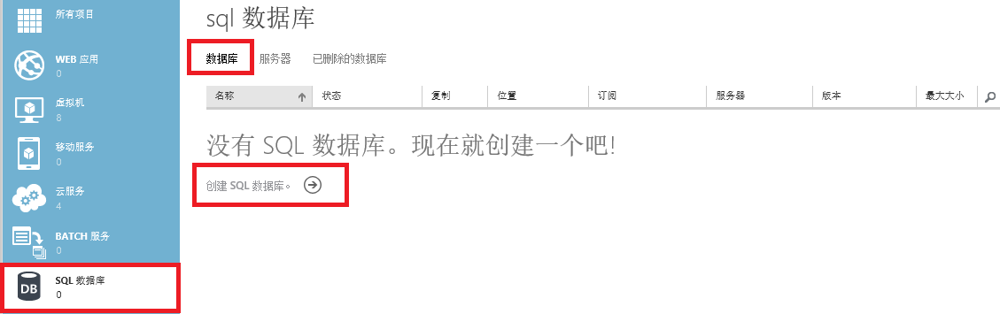 所有项目
WEB 应用
0
虚拟机
8
移动服务
0
云服务
4
BATCH 服务
0
DB
SQL 数据库
0
sql 数据库
数据库 服务器 已删除的数据库
名称 状态 复制 位置 订阅 服务器 版本 最大大小
没有 SQL 数据库。现在就创建一个吧!
创建 SQL 数据库。